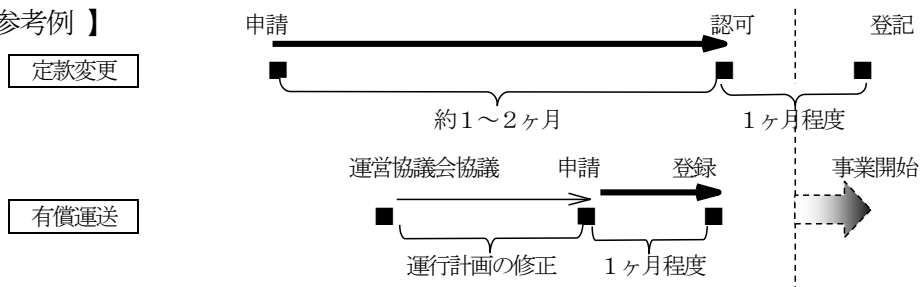 参考例 】
申請 認可 登記
定款変更
約１～２ヶ月 １ヶ月程度
運営協議会協議 申請 登録 事業開始
有償運送
運行計画の修正 １ヶ月程度